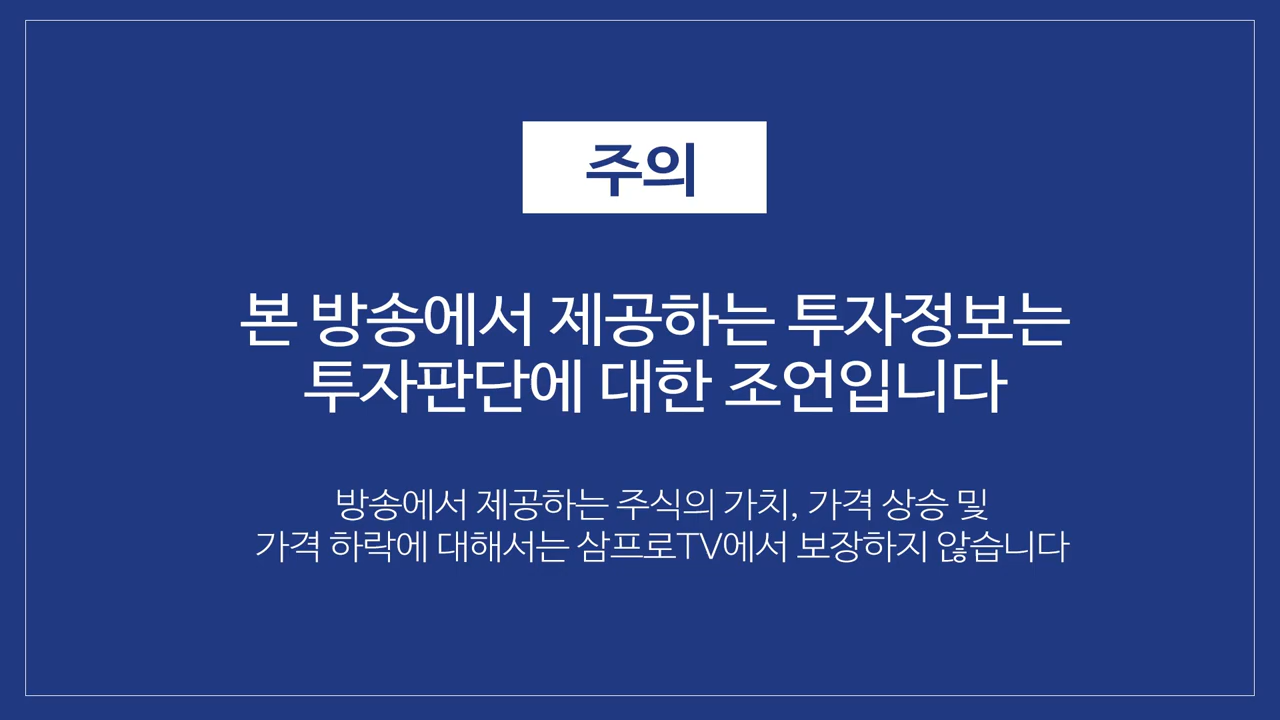 주의
본 방송에서 제공하는 투자정보는
투자판단에 대한 조언입니다
방송에서 제공하는 주식의 가치, 가격 상승 및
가격 하락에 대해서는 삼프로TV에서 보장하지 않습니다